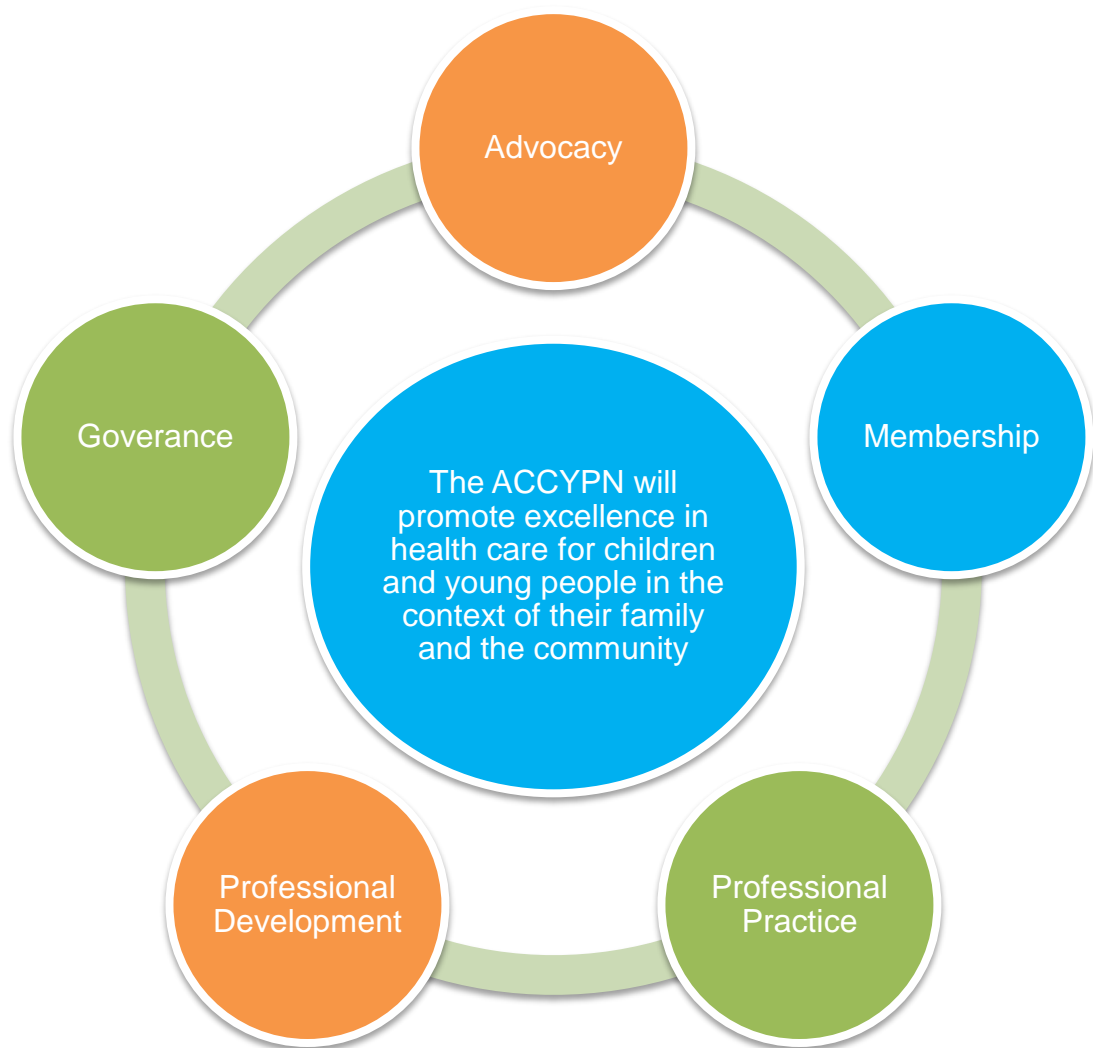 Advocacy
Goverance
Membership
The ACCYPN will
promote excellence in
health care for children
and young people in the
context of their family
and the community
Professional
Development
Professional
Practice